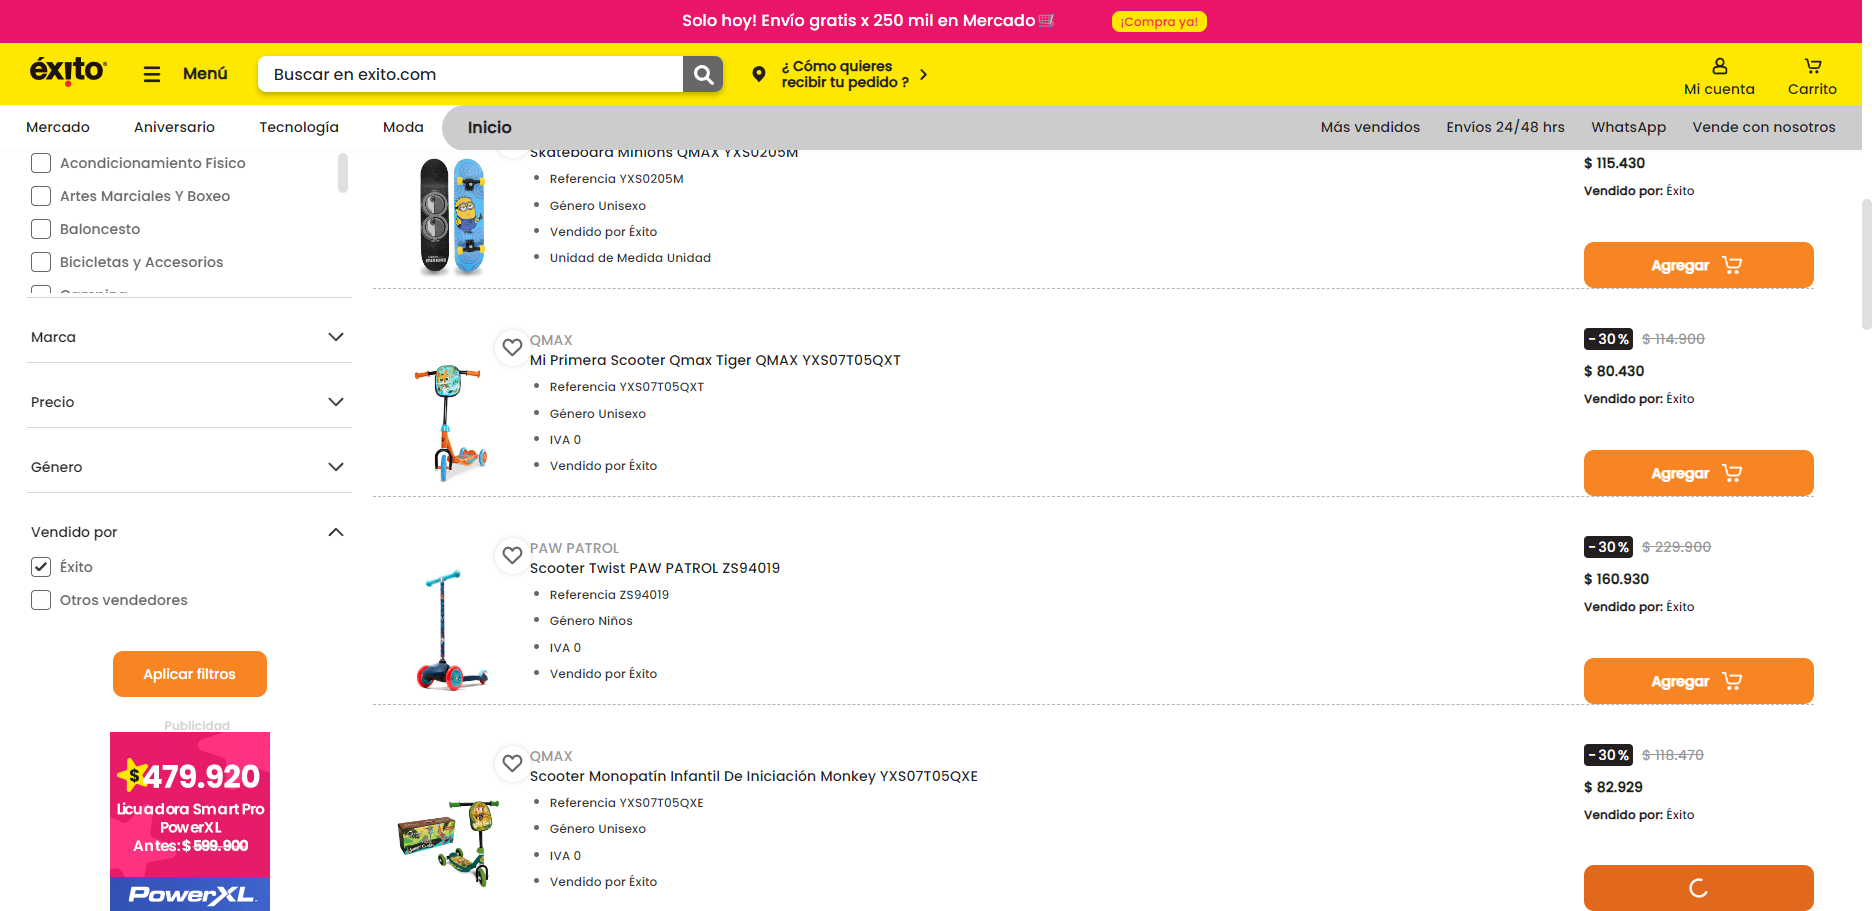 Solo hoy! Envío gratis x 250 mil en Mercado
¡Compra ya!
éxito
Menú
Buscar en exito.com
¿ Cómo quieres
recibir tu pedido ?
Mi cuenta
Carrito
Mercado
Aniversario
Tecnología
Moda
Inicio
Más vendidos
Envíos 24/48 hrs
WhatsApp
Vende con nosotros
Acondicionamiento Fisico
Artes Marciales Y Boxeo
Baloncesto
Bicicletas y Accesorios
Marca
Precio
Género
Vendido por
Éxito
Otros vendedores
Aplicar filtros
Publicidad
$479.920
Licuadora Smart Pro
PowerXL
Antes: $ 599.900
PowerXL
Skateboard Minions QMAX YXS0205M
Referencia YXS0205M
Género Unisexo
Vendido por Éxito
Unidad de Medida Unidad
$ 115.430
Vendido por: Éxito
Agregar
QMAX
Mi Primera Scooter Qmax Tiger QMAX YXS07T05QXT
Referencia YXS07T05QXT
Género Unisexo
IVA 0
Vendido por Éxito
-30% $ 114.900
$ 80.430
Vendido por: Éxito
Agregar
PAW PATROL
Scooter Twist PAW PATROL ZS94019
Referencia ZS94019
Género Niños
IVA 0
Vendido por Éxito
-30% $ 229.900
$ 160.930
Vendido por: Éxito
Agregar
QMAX
Scooter Monopatín Infantil De Iniciación Monkey YXS07T05QXE
Referencia YXS07T05QXE
Género Unisexo
IVA 0
Vendido por Éxito
-30% $ 118.470
$ 82.929
Vendido por: Éxito